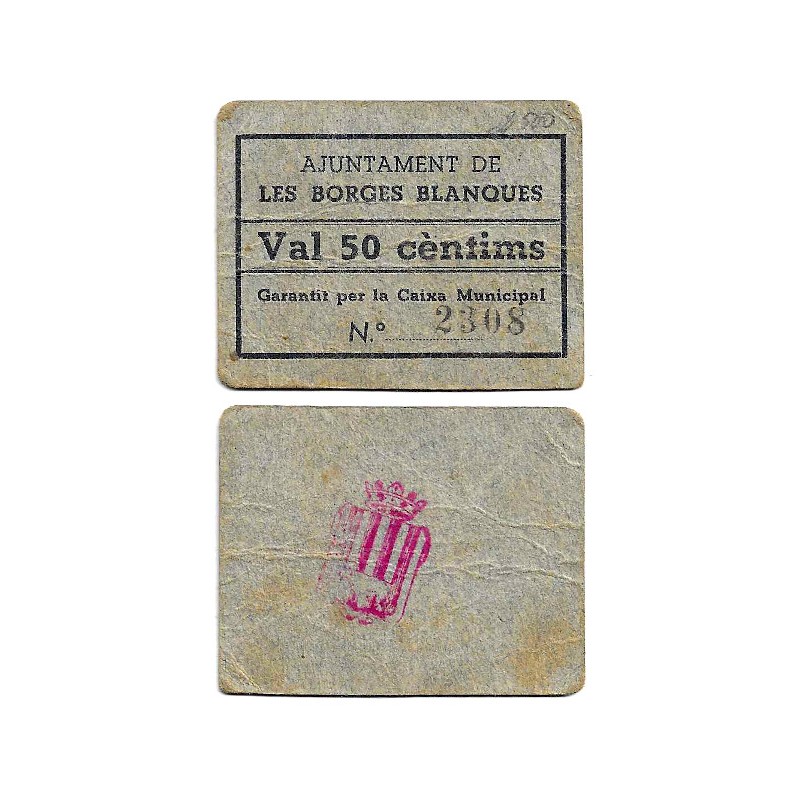 AJUNTAMENT DE
LES BORGES BLANQUES
Val 50 cèntims
Garantit per la Caixa Municipal
N.º 2308